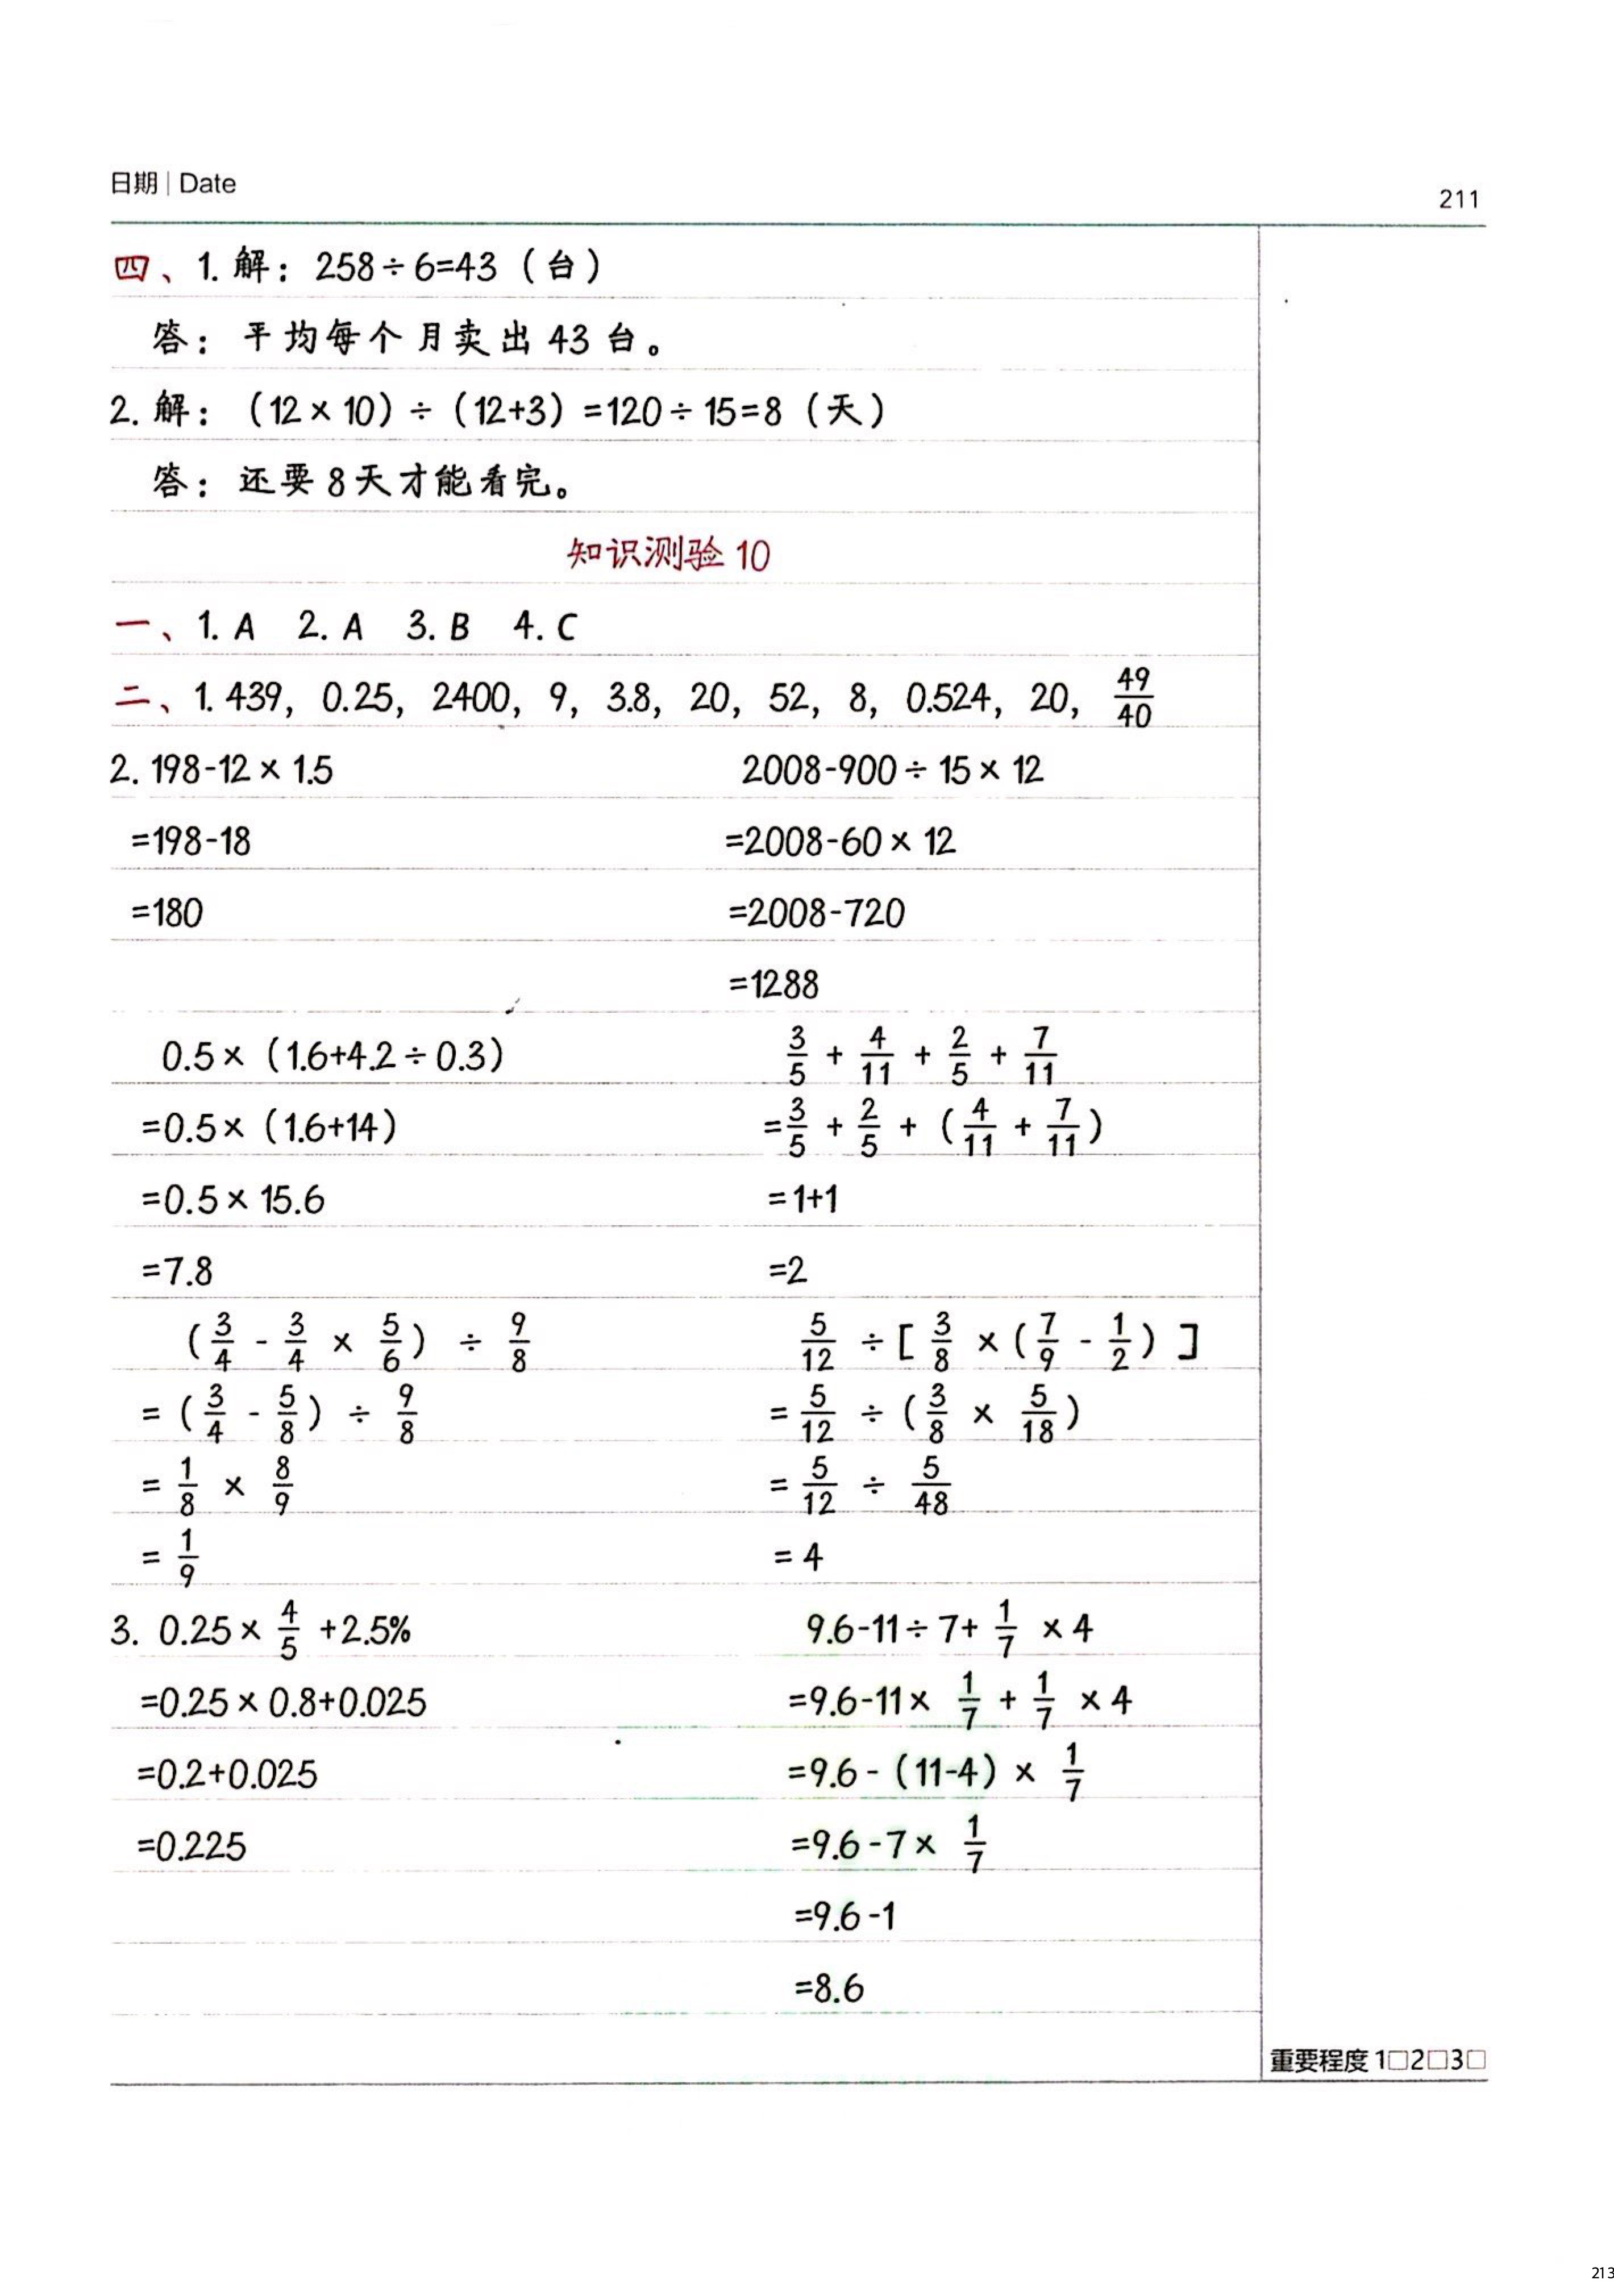 日期 | Date
211
四、1. 解：258÷6=43（台）
答：平均每个月卖出 43 台。
2. 解：（12×10）÷（12+3）=120÷15=8（天）
答：还要 8 天才能看完。
知识测验 10
一、1. A 2. A 3. B 4. C
二、1. 439，0.25，2400，9，3.8，20，52，8，0.524，20，49/40
2. 198-12×1.5 2008-900÷15×12
=198-18 =2008-60×12
=180 =2008-720
=1288
0.5×（1.6+4.2÷0.3） 3/5 + 4/11 + 2/5 + 7/11
=0.5×（1.6+14） =3/5 + 2/5 +（4/11 + 7/11）
=0.5×15.6 =1+1
=7.8 =2
（3/4 - 3/4 × 5/6）÷ 9/8 5/12 ÷[3/8 ×（7/9 - 1/2）]
=（3/4 - 5/8）÷ 9/8 = 5/12 ÷（3/8 × 5/18）
= 1/8 × 8/9 = 5/12 ÷ 5/48
= 1/9 = 4
3. 0.25× 4/5 +2.5% 9.6-11÷7+ 1/7 ×4
=0.25×0.8+0.025 =9.6-11× 1/7 + 1/7 ×4
=0.2+0.025 =9.6-（11-4）× 1/7
=0.225 =9.6-7× 1/7
=9.6-1
=8.6
重要程度 1□2□3□
213